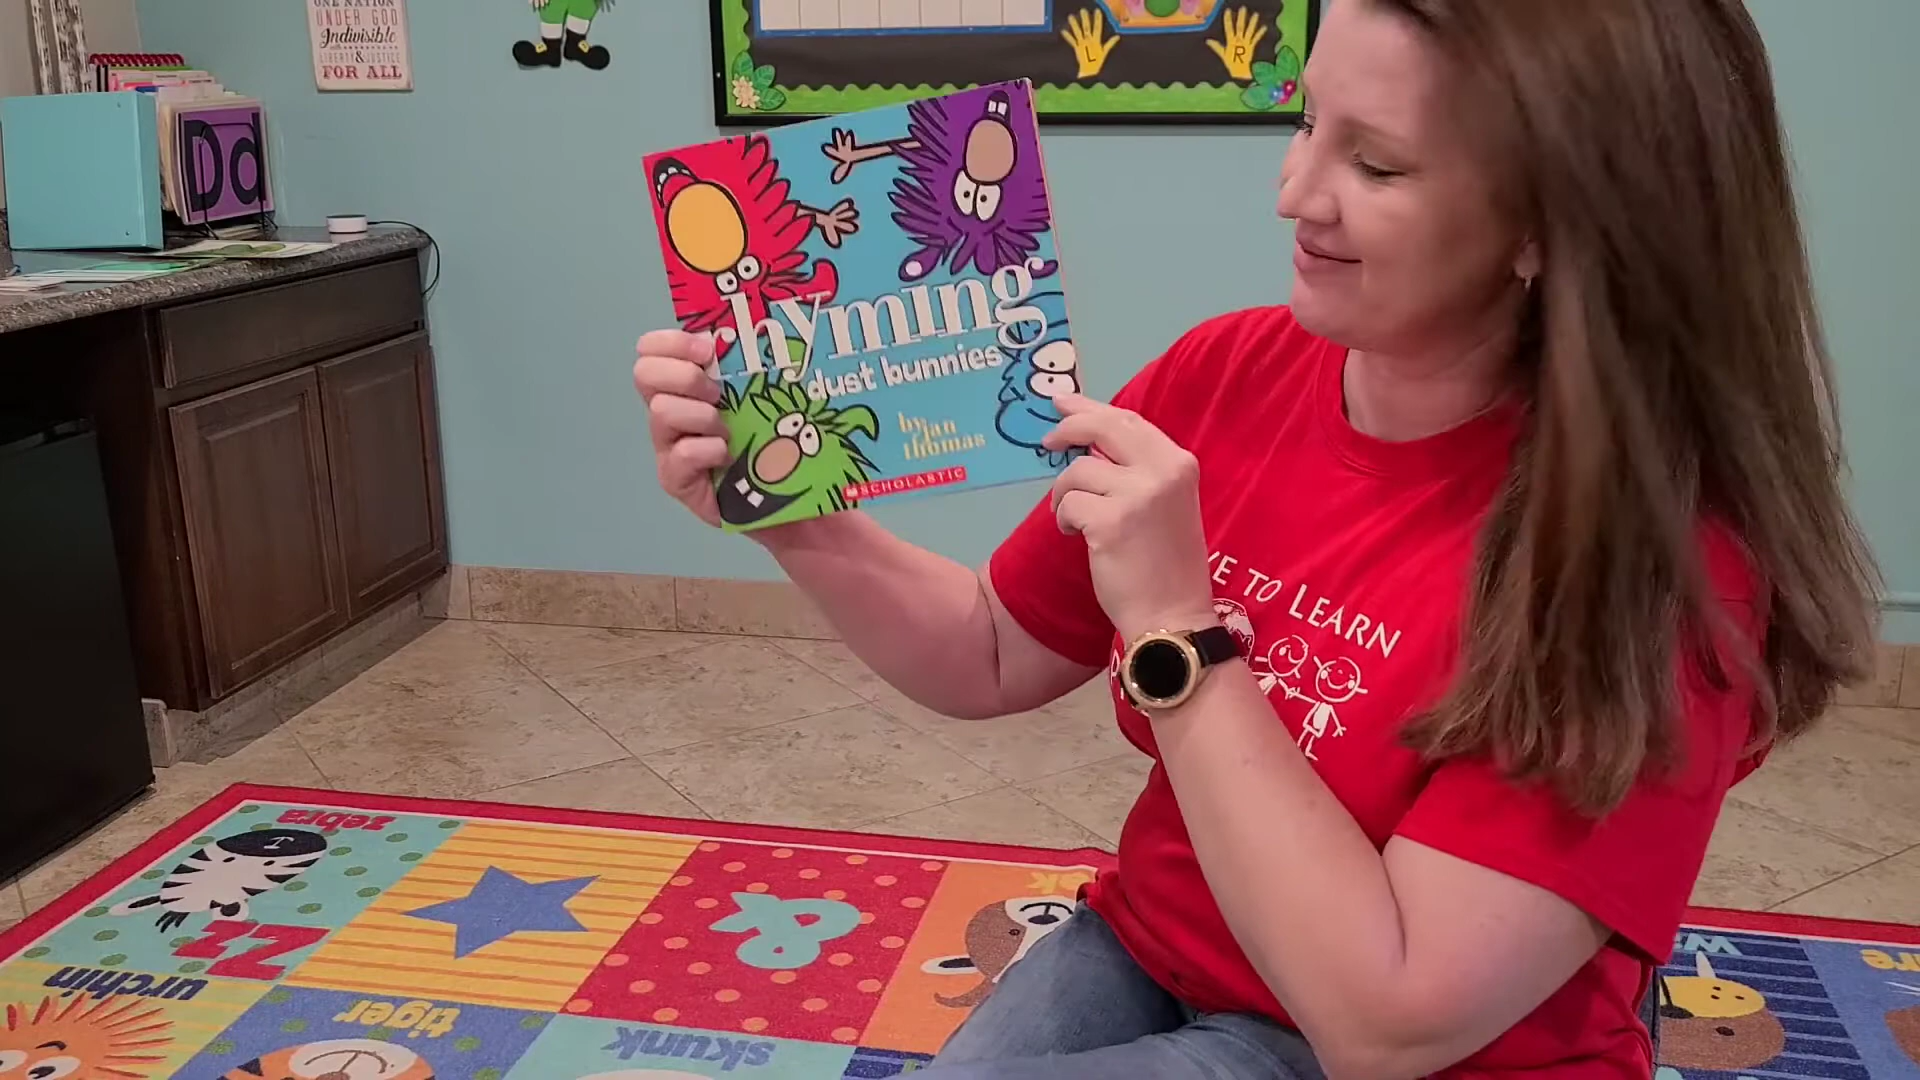 ONE NATION
UNDER GOD
Indivisible
LIBERTY & JUSTICE
FOR ALL
Dd
L
R
rhyming
dust bunnies
by jan
thomas
SCHOLASTIC
VE TO LEARN
zebra
Zz
&
urchin
tiger
skunk